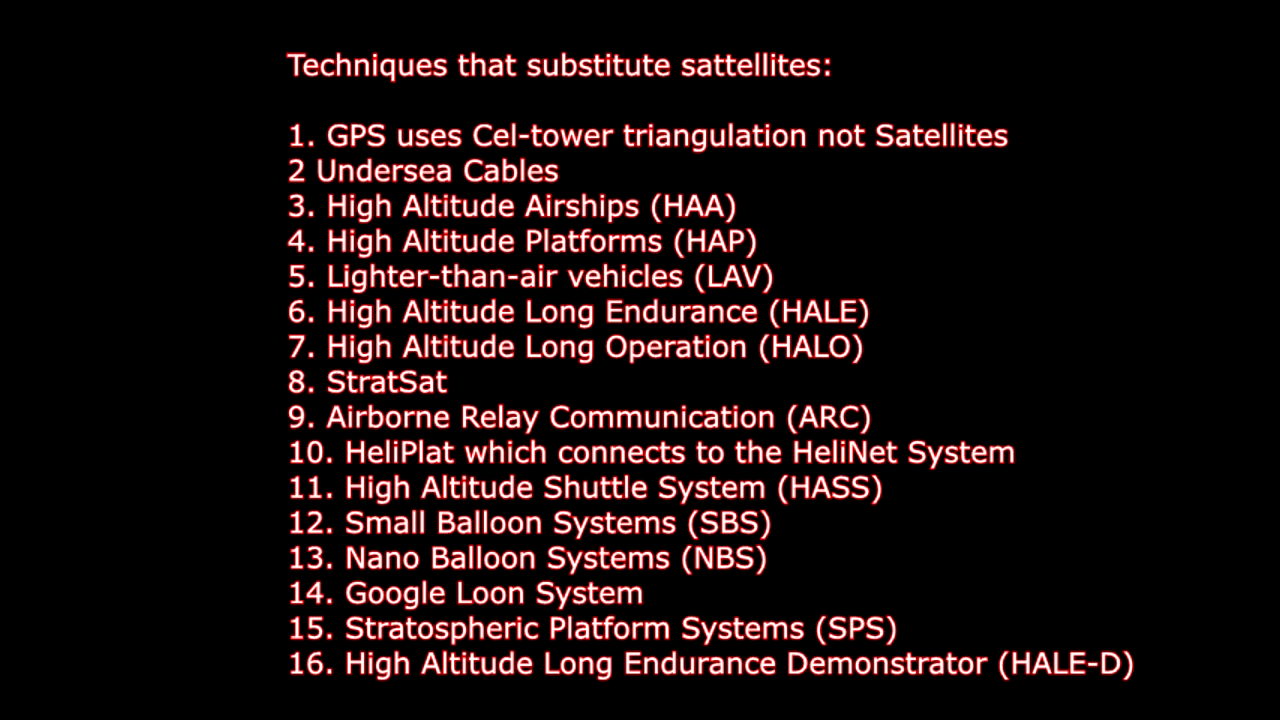 Techniques that substitute sattellites:
1. GPS uses Cel-tower triangulation not Satellites
2 Undersea Cables
3. High Altitude Airships (HAA)
4. High Altitude Platforms (HAP)
5. Lighter-than-air vehicles (LAV)
6. High Altitude Long Endurance (HALE)
7. High Altitude Long Operation (HALO)
8. StratSat
9. Airborne Relay Communication (ARC)
10. HeliPlat which connects to the HeliNet System
11. High Altitude Shuttle System (HASS)
12. Small Balloon Systems (SBS)
13. Nano Balloon Systems (NBS)
14. Google Loon System
15. Stratospheric Platform Systems (SPS)
16. High Altitude Long Endurance Demonstrator (HALE-D)